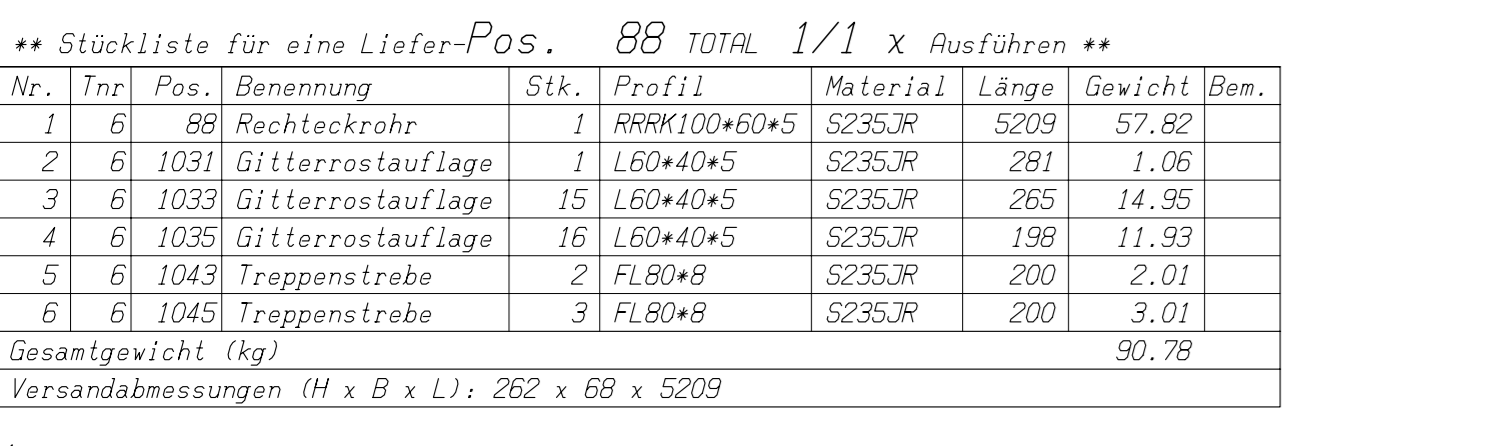 ** Stückliste für eine Liefer-Pos. 88 TOTAL 1/1 x Ausführen **
Nr. Tnr Pos. Benennung Stk. Profil Material Länge Gewicht Bem.
1 6 88 Rechteckrohr 1 RRRK100*60*5 S235JR 5209 57.82
2 6 1031 Gitterrostauflage 1 L60*40*5 S235JR 281 1.06
3 6 1033 Gitterrostauflage 15 L60*40*5 S235JR 265 14.95
4 6 1035 Gitterrostauflage 16 L60*40*5 S235JR 198 11.93
5 6 1043 Treppenstrebe 2 FL80*8 S235JR 200 2.01
6 6 1045 Treppenstrebe 3 FL80*8 S235JR 200 3.01
Gesamtgewicht (kg) 90.78
Versandabmessungen (H x B x L): 262 x 68 x 5209